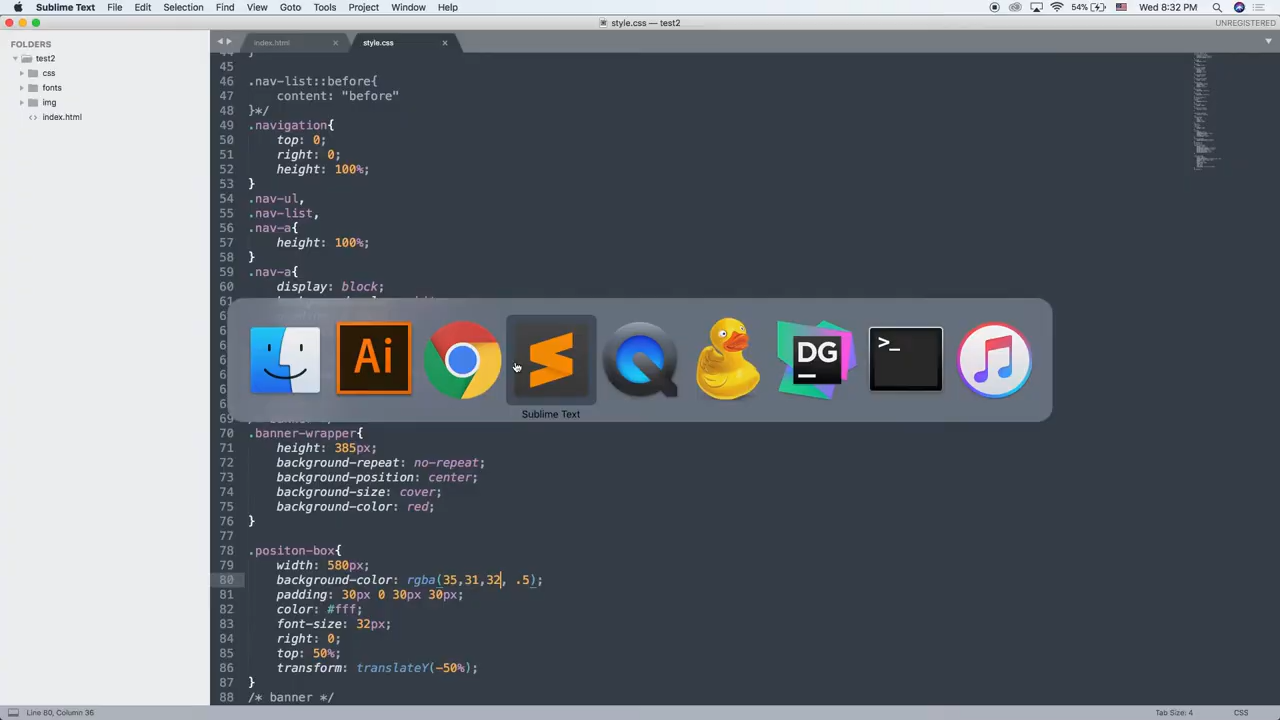 Sublime Text File Edit Selection Find View Goto Tools Project Window Help 54% Wed 8:32 PM
style.css — test2 UNREGISTERED
FOLDERS
test2
css
fonts
img
index.html
index.html style.css
45
46 .nav-list::before{
47 content: "before"
48 }*/
49 .navigation{
50 top: 0;
51 right: 0;
52 height: 100%;
53 }
54 .nav-ul,
55 .nav-list,
56 .nav-a{
57 height: 100%;
58 }
59 .nav-a{
60 display: block;
61
Ai
DG
>_
Sublime Text
69
70 .banner-wrapper{
71 height: 385px;
72 background-repeat: no-repeat;
73 background-position: center;
74 background-size: cover;
75 background-color: red;
76 }
77
78 .positon-box{
79 width: 580px;
80 background-color: rgba(35,31,32, .5);
81 padding: 30px 0 30px 30px;
82 color: #fff;
83 font-size: 32px;
84 right: 0;
85 top: 50%;
86 transform: translateY(-50%);
87 }
88 /* banner */
Line 80, Column 36 Tab Size: 4 CSS